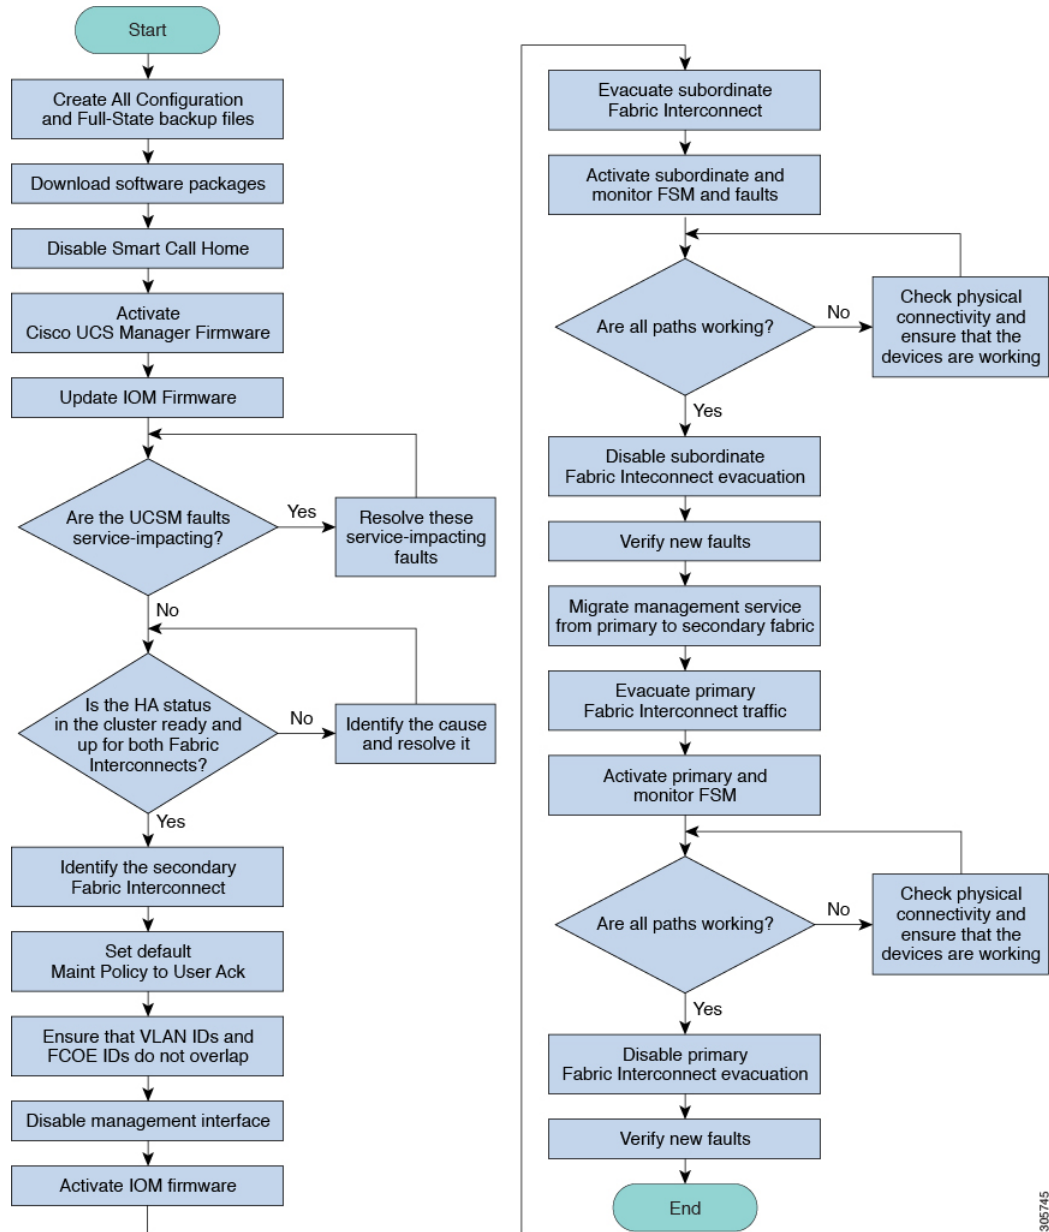 Start
Create All Configuration
and Full-State backup files
Download software packages
Disable Smart Call Home
Activate
Cisco UCS Manager Firmware
Update IOM Firmware
Are the UCSM faults
service-impacting?
Yes
Resolve these
service-impacting
faults
No
Is the HA status
in the cluster ready and
up for both Fabric
Interconnects?
No
Identify the cause
and resolve it
Yes
Identify the secondary
Fabric Interconnect
Set default
Maint Policy to User Ack
Ensure that VLAN IDs and
FCOE IDs do not overlap
Disable management interface
Activate IOM firmware
Evacuate subordinate
Fabric Interconnect
Activate subordinate and
monitor FSM and faults
Are all paths working?
No
Check physical
connectivity and
ensure that the
devices are working
Yes
Disable subordinate
Fabric Inteconnect evacuation
Verify new faults
Migrate management service
from primary to secondary fabric
Evacuate primary
Fabric Interconnect traffic
Activate primary and
monitor FSM
Are all paths working?
No
Check physical
connectivity and
ensure that the
devices are working
Yes
Disable primary
Fabric Interconnect evacuation
Verify new faults
End
305745